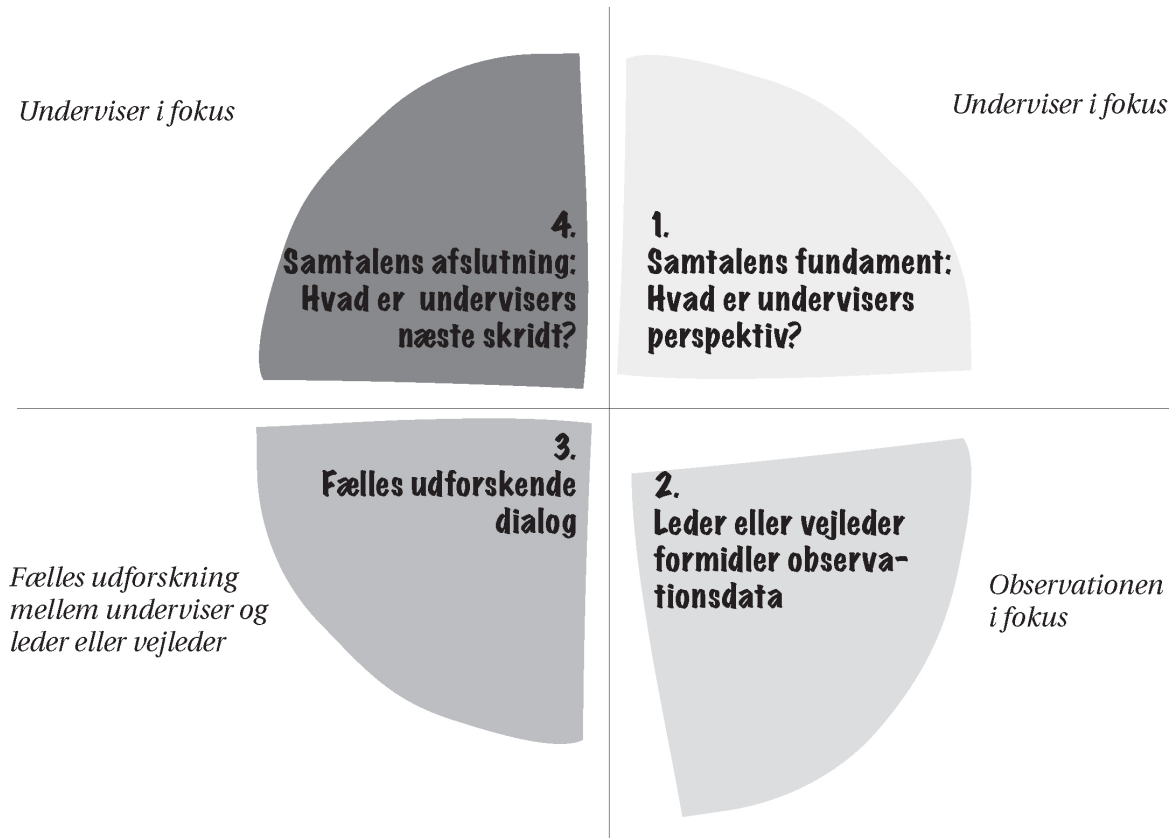 Underviser i fokus
Underviser i fokus
4.
Samtalens afslutning:
Hvad er undervisers
næste skridt?
1.
Samtalens fundament:
Hvad er undervisers
perspektiv?
3.
Fælles udforskende
dialog
2.
Leder eller vejleder
formidler observa-
tionsdata
Fælles udforskning
mellem underviser og
leder eller vejleder
Observationen
i fokus